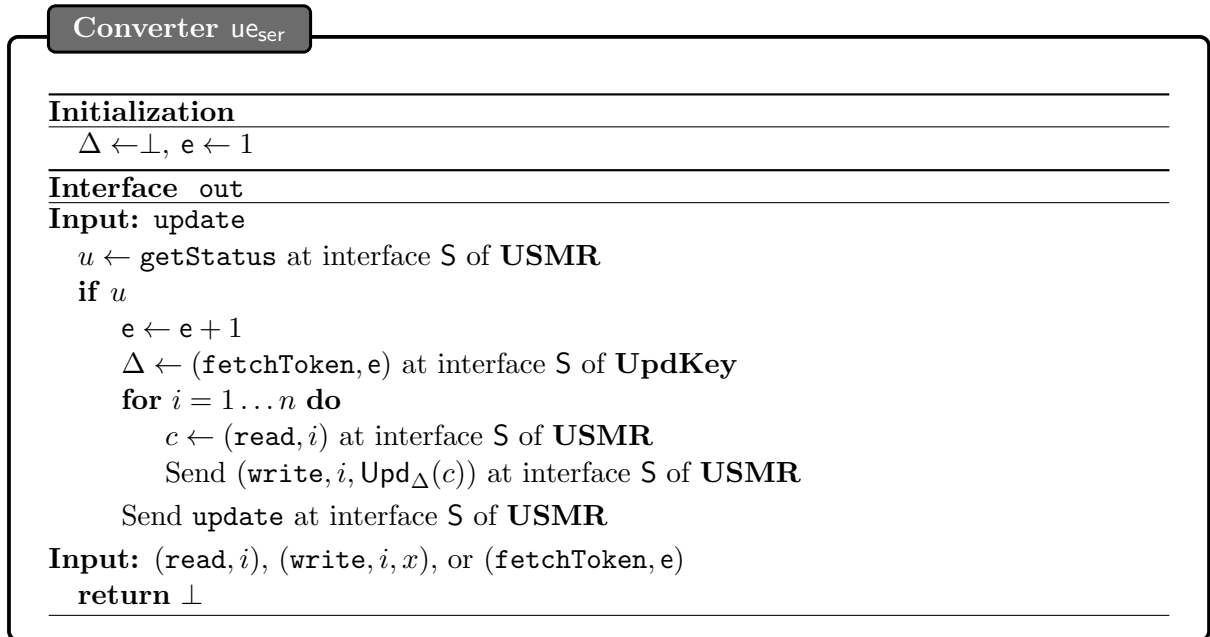 Converter ue_ser
Initialization
Δ ←⊥, e ← 1
Interface out
Input: update
u ← getStatus at interface S of USMR
if u
e ← e + 1
Δ ← (fetchToken, e) at interface S of UpdKey
for i = 1 … n do
c ← (read, i) at interface S of USMR
Send (write, i, Upd_Δ(c)) at interface S of USMR
Send update at interface S of USMR
Input: (read, i), (write, i, x), or (fetchToken, e)
return ⊥